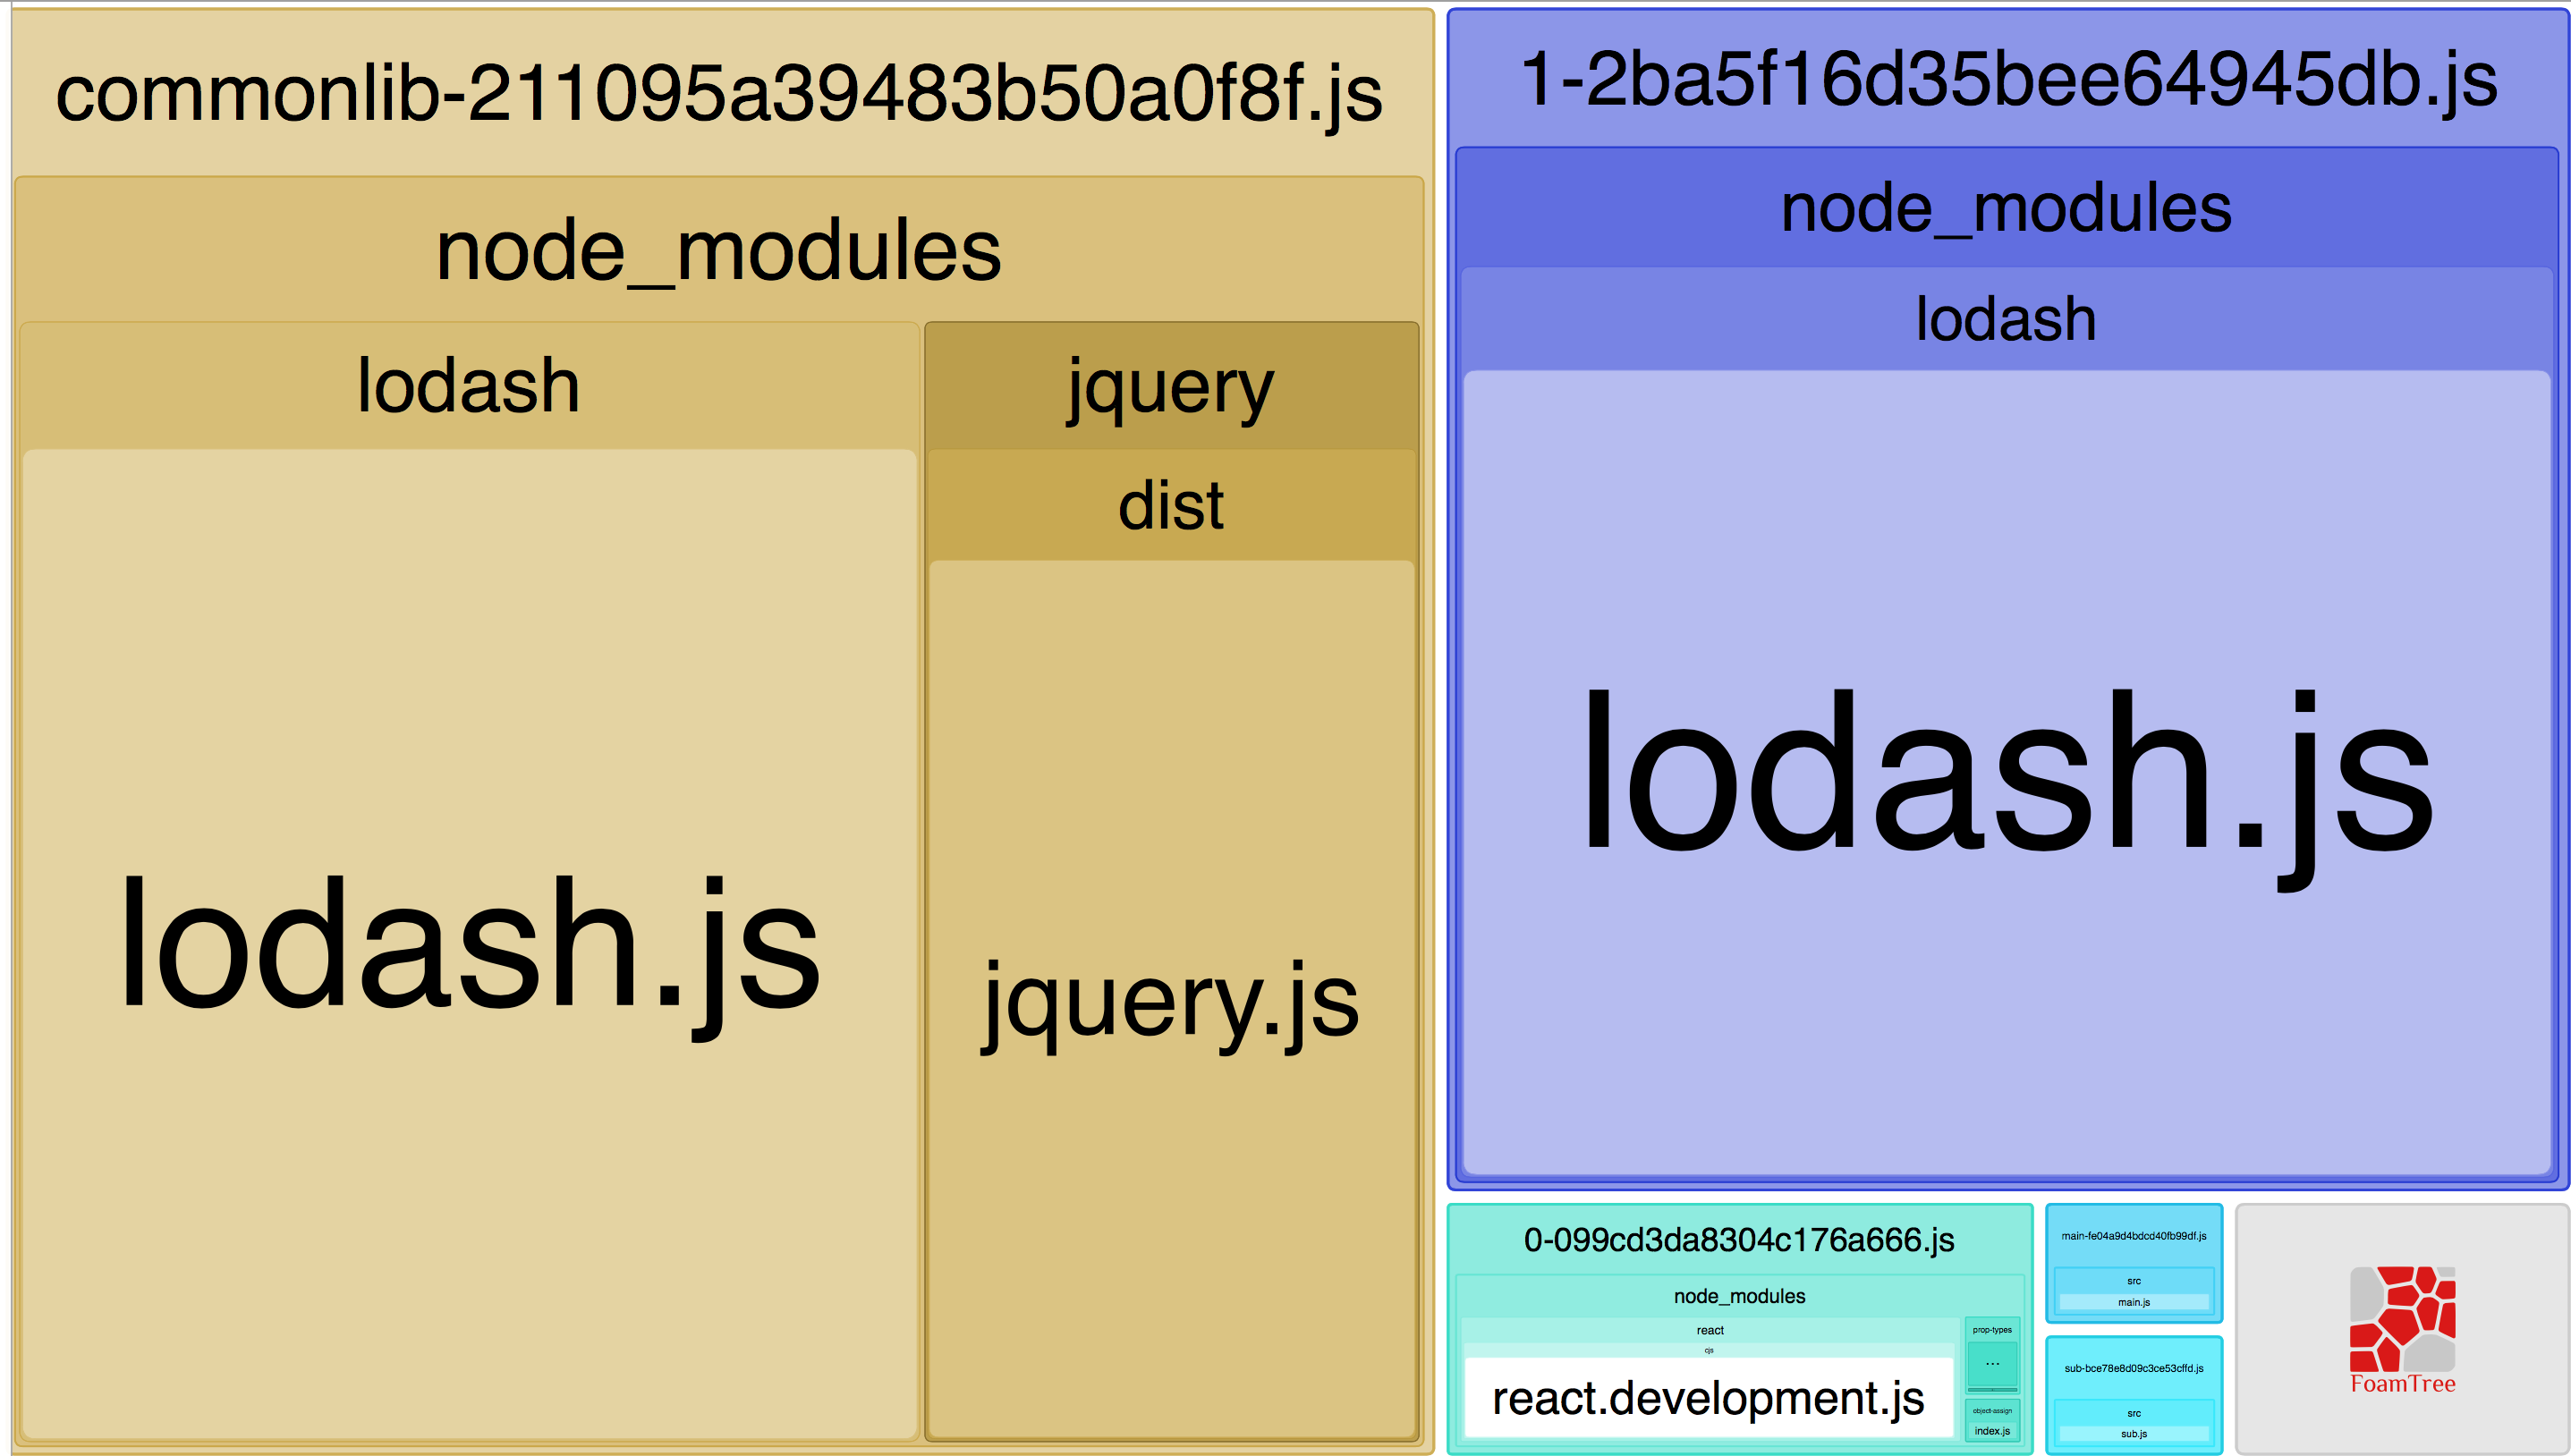 commonlib-211095a39483b50a0f8f.js
node_modules
lodash
lodash.js
jquery
dist
jquery.js
1-2ba5f16d35bee64945db.js
node_modules
lodash
lodash.js
0-099cd3da8304c176a666.js
node_modules
react
cjs
react.development.js
prop-types
...
object-assign
index.js
main-fe04a9d4bdcd40fb99df.js
src
main.js
sub-bce78e8d09c3ce53cffd.js
src
sub.js
FoamTree